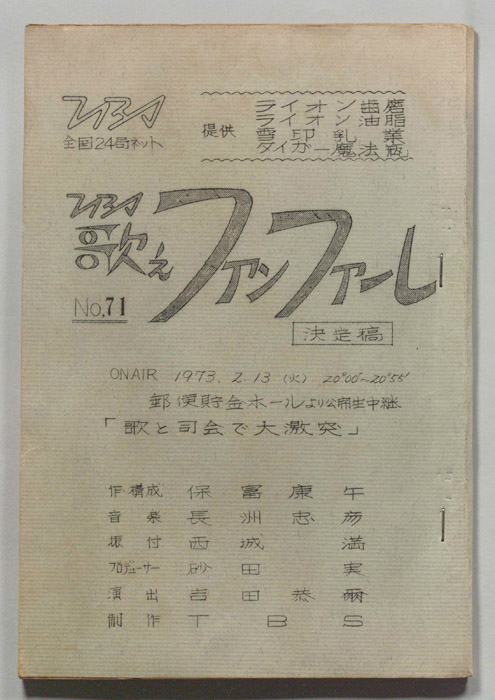 TBS
全国24局ネット
提供
ライオン歯磨
ライオン油脂
雪印乳業
タイガー魔法瓶
TBS
歌え ファンファーレ
No.71
決定稿
ON AIR 1973. 2. 13 (火) 20°00'~20°55'
郵便貯金ホールより公開生中継
「歌と司会で大激突」
作・構成 保富康午
音楽 長洲忠彦
振付 西城満
プロデューサー 砂田実
演出 吉田恭爾
制作 TBS